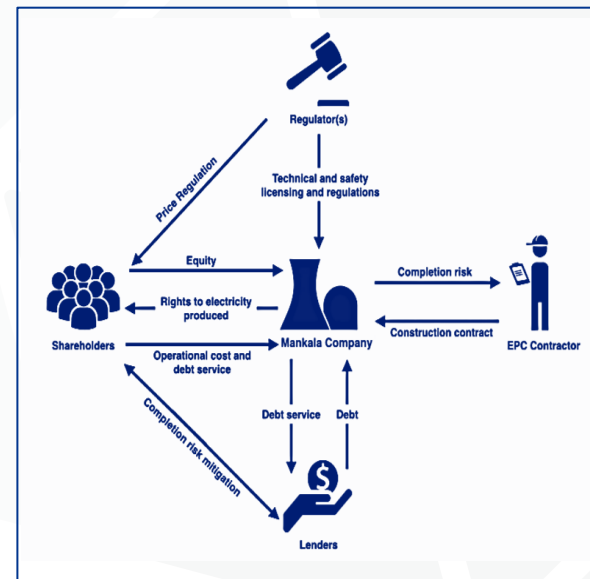 Regulator(s)
Price Regulation
Technical and safety
licensing and regulations
Equity
Completion risk
Rights to electricity
produced
Construction contract
Shareholders
Operational cost and
debt service
Mankala Company
EPC Contractor
Completion risk mitigation
Debt service
Debt
$
Lenders